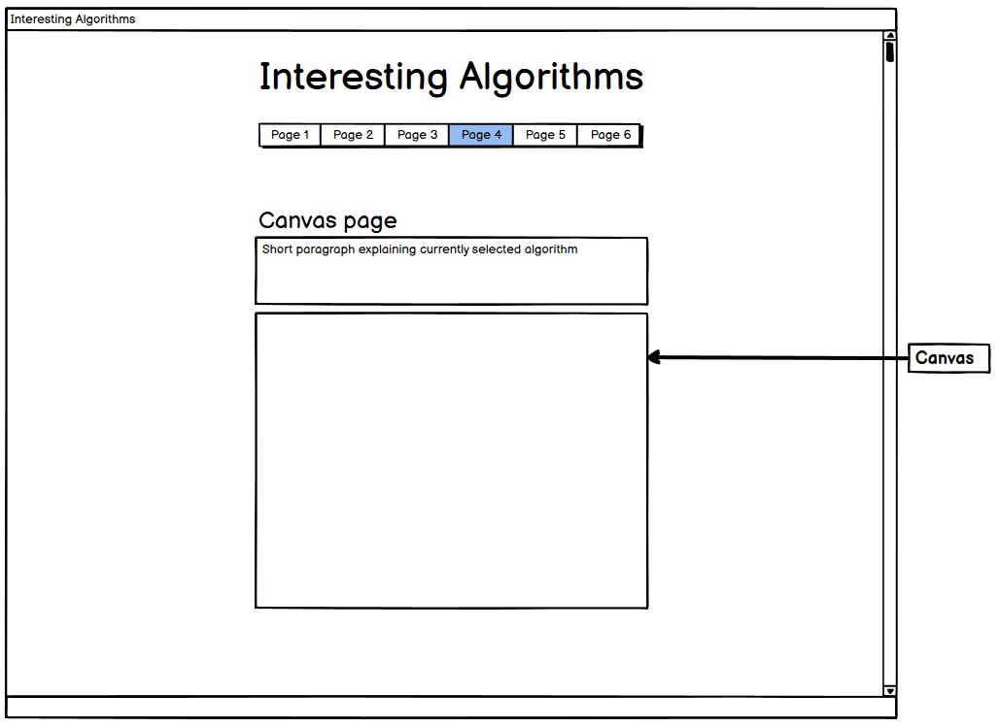 Interesting Algorithms
Interesting Algorithms
Page 1 Page 2 Page 3 Page 4 Page 5 Page 6
Canvas page
Short paragraph explaining currently selected algorithm
Canvas